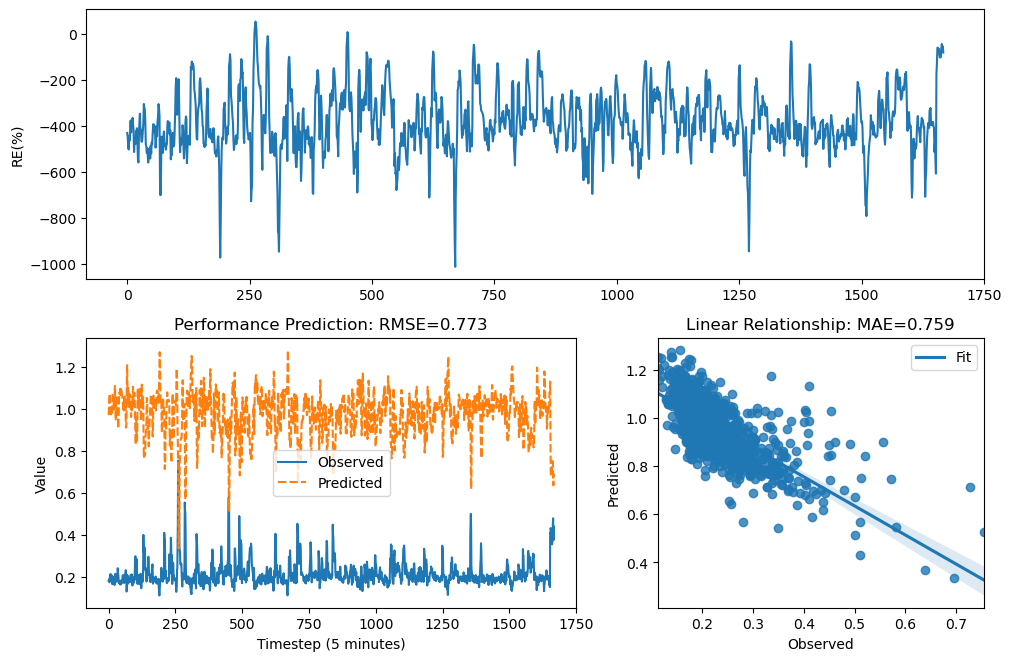 0
−200
−400
−600
−800
−1000
RE(%)
0 250 500 750 1000 1250 1500 1750
Performance Prediction: RMSE=0.773
1.2
1.0
0.8
0.6
0.4
0.2
Value
Observed
Predicted
0 250 500 750 1000 1250 1500 1750
Timestep (5 minutes)
Linear Relationship: MAE=0.759
Fit
1.2
1.0
0.8
0.6
0.4
Predicted
0.2 0.3 0.4 0.5 0.6 0.7
Observed